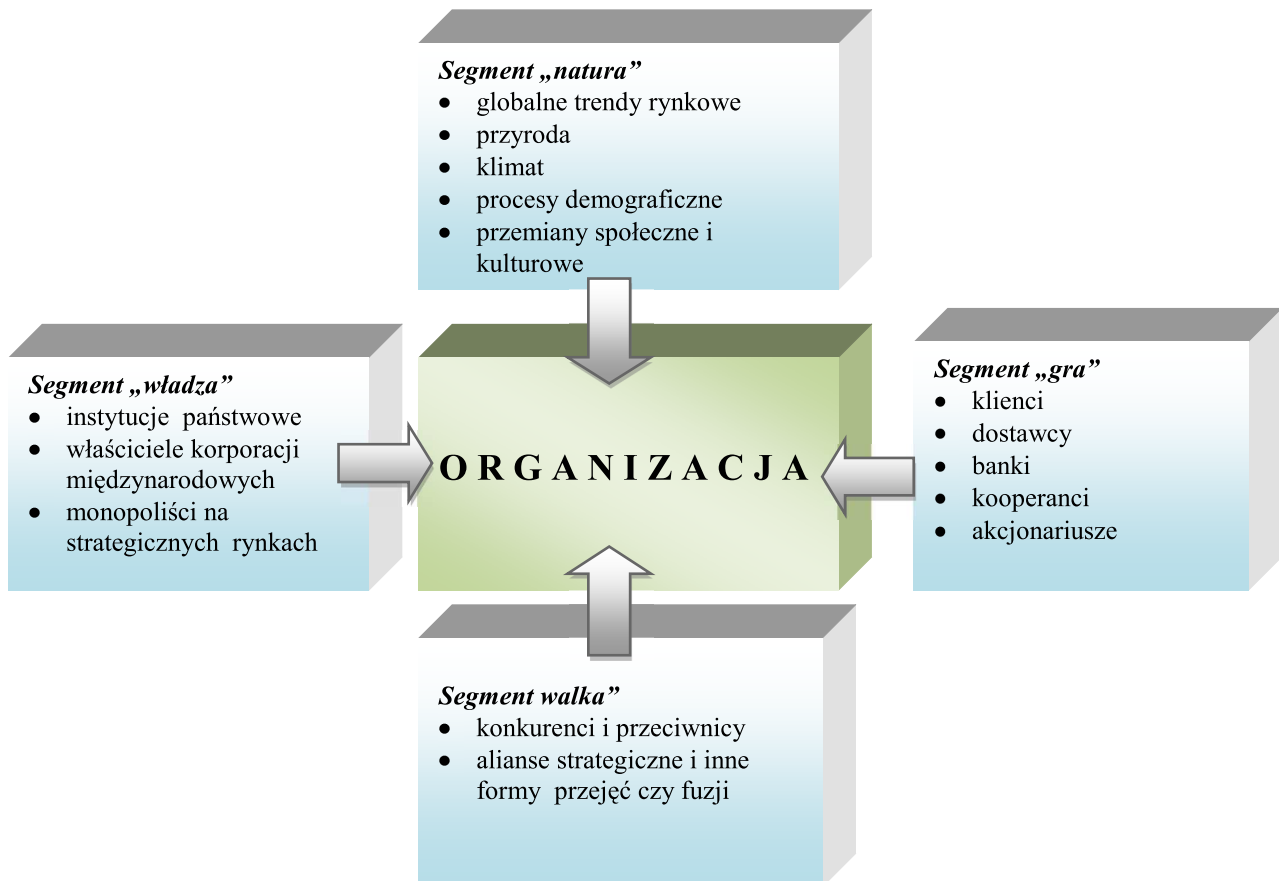 Segment „natura”
• globalne trendy rynkowe
• przyroda
• klimat
• procesy demograficzne
• przemiany społeczne i
kulturowe
Segment „władza”
• instytucje państwowe
• właściciele korporacji
międzynarodowych
• monopoliści na
strategicznych rynkach
O R G A N I Z A C J A
Segment „gra”
• klienci
• dostawcy
• banki
• kooperanci
• akcjonariusze
Segment walka”
• konkurenci i przeciwnicy
• alianse strategiczne i inne
formy przejęć czy fuzji